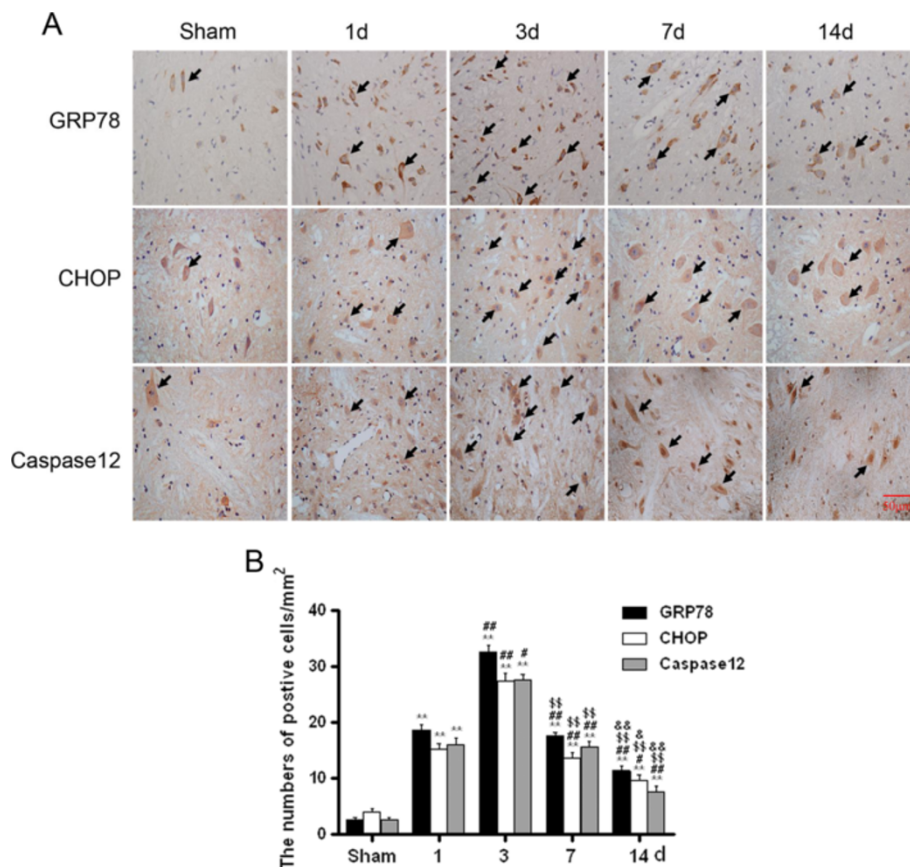 A
Sham 1d 3d 7d 14d
GRP78
CHOP
Caspase12
B
The numbers of postive cells/mm2
40
30
20
10
0
GRP78
CHOP
Caspase12
** ** **
## ## #
** ** **
$$ $$ $$
## ## ##
** ** **
&& & &&
$$ $$ $$
## # ##
** ** **
Sham 1 3 7 14 d